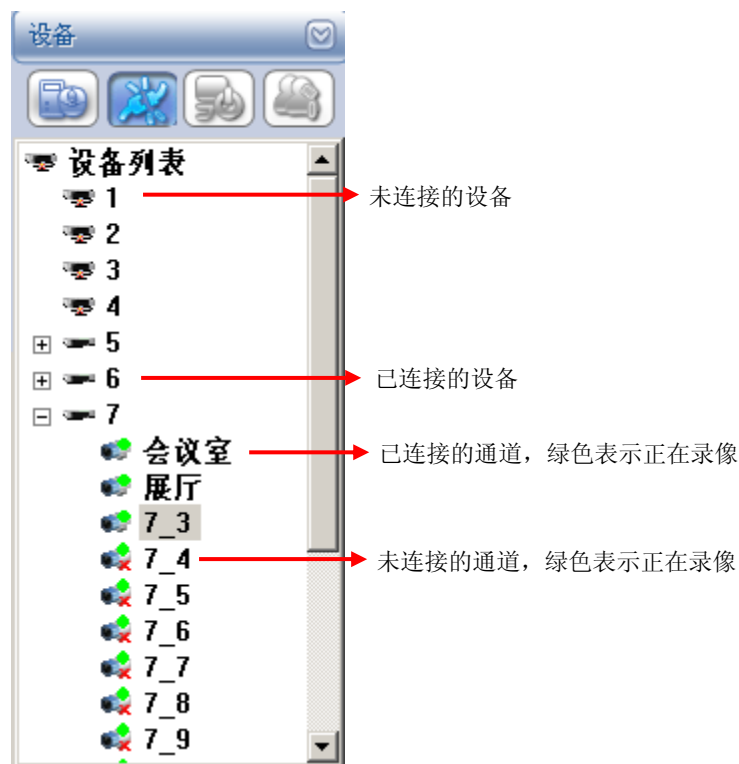 设备
设备列表
1 未连接的设备
2
3
4
5
6 已连接的设备
7
会议室 已连接的通道，绿色表示正在录像
展厅
7_3
7_4 未连接的通道，绿色表示正在录像
7_5
7_6
7_7
7_8
7_9